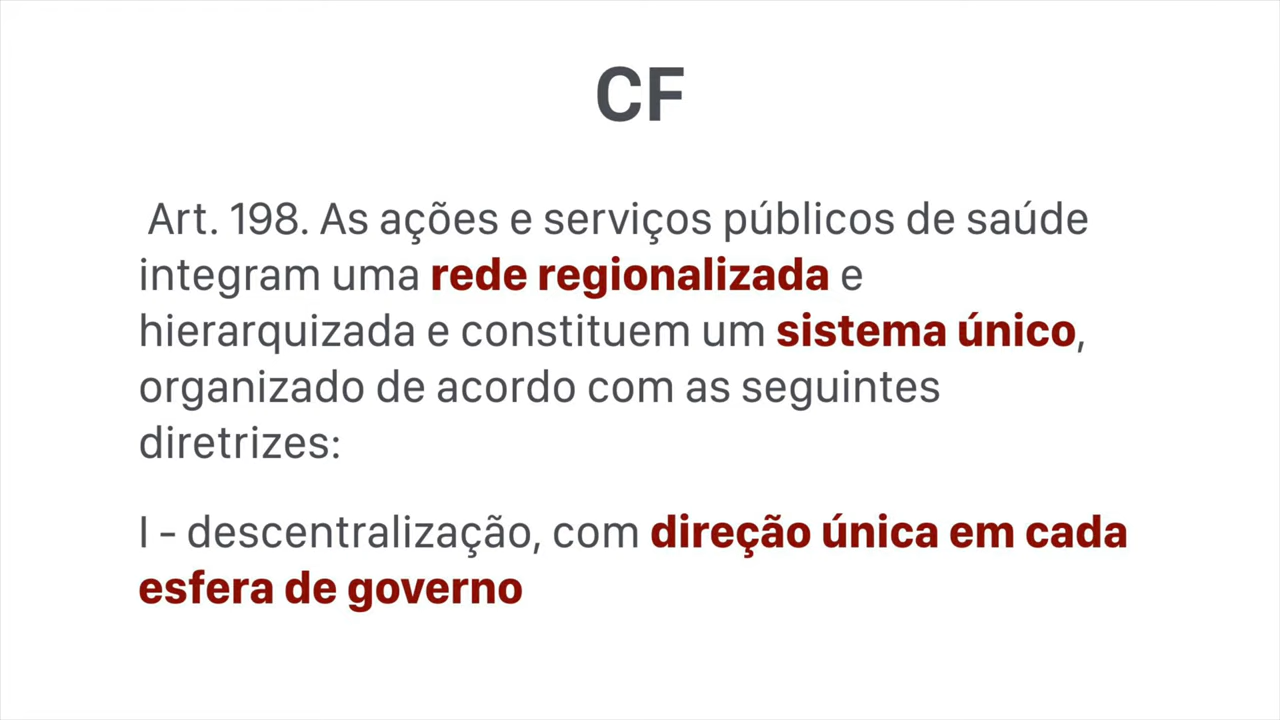 CF
Art. 198. As ações e serviços públicos de saúde
integram uma rede regionalizada e
hierarquizada e constituem um sistema único,
organizado de acordo com as seguintes
diretrizes:
I - descentralização, com direção única em cada
esfera de governo